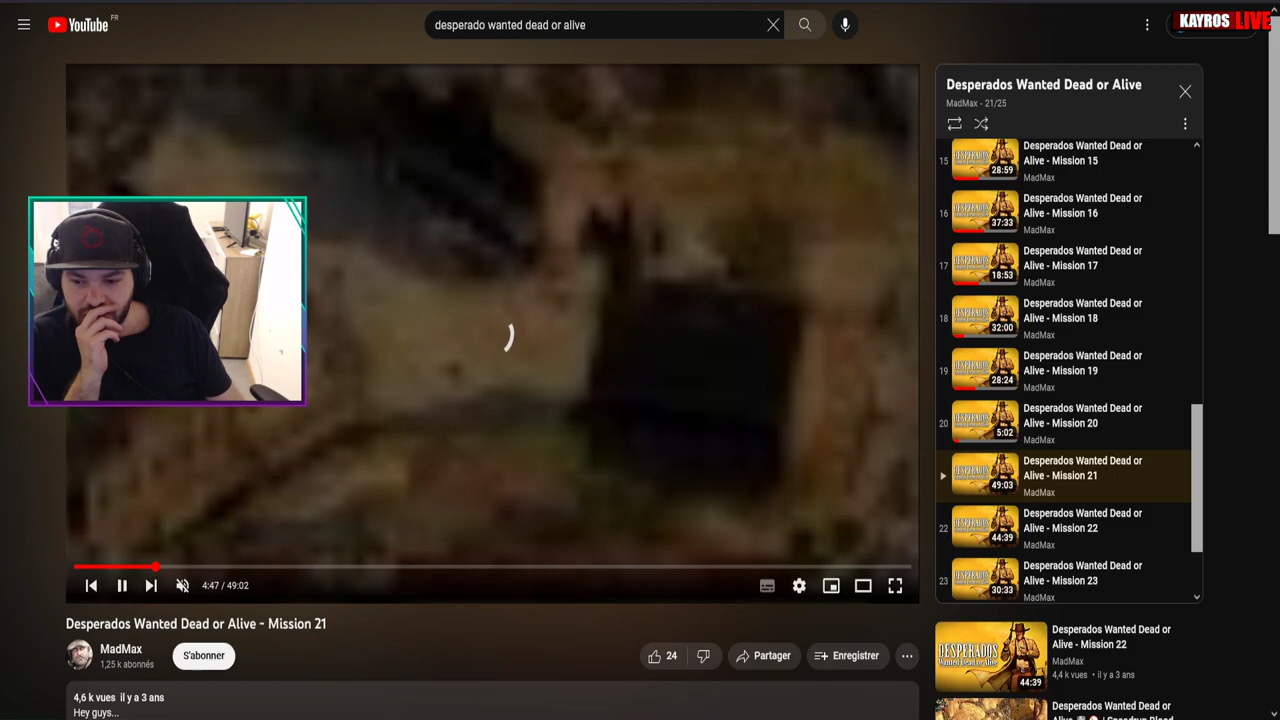 YouTube FR
desperado wanted dead or alive
KAYROS LIVE
Desperados Wanted Dead or Alive
MadMax - 21/25
15
28:59
Desperados Wanted Dead or
Alive - Mission 15
MadMax
16
37:33
Desperados Wanted Dead or
Alive - Mission 16
MadMax
17
18:53
Desperados Wanted Dead or
Alive - Mission 17
MadMax
18
32:00
Desperados Wanted Dead or
Alive - Mission 18
MadMax
19
28:24
Desperados Wanted Dead or
Alive - Mission 19
MadMax
20
5:02
Desperados Wanted Dead or
Alive - Mission 20
MadMax
49:03
Desperados Wanted Dead or
Alive - Mission 21
MadMax
22
44:39
Desperados Wanted Dead or
Alive - Mission 22
MadMax
23
30:33
Desperados Wanted Dead or
Alive - Mission 23
MadMax
4:47 / 49:02
Desperados Wanted Dead or Alive - Mission 21
MadMax
1,25 k abonnés
S'abonner
24
Partager
Enregistrer
4,6 k vues il y a 3 ans
Hey guys...
DESPERADOS
Wanted Dead or Alive
44:39
Desperados Wanted Dead or
Alive - Mission 22
MadMax
4,4 k vues • il y a 3 ans
Desperados Wanted Dead or